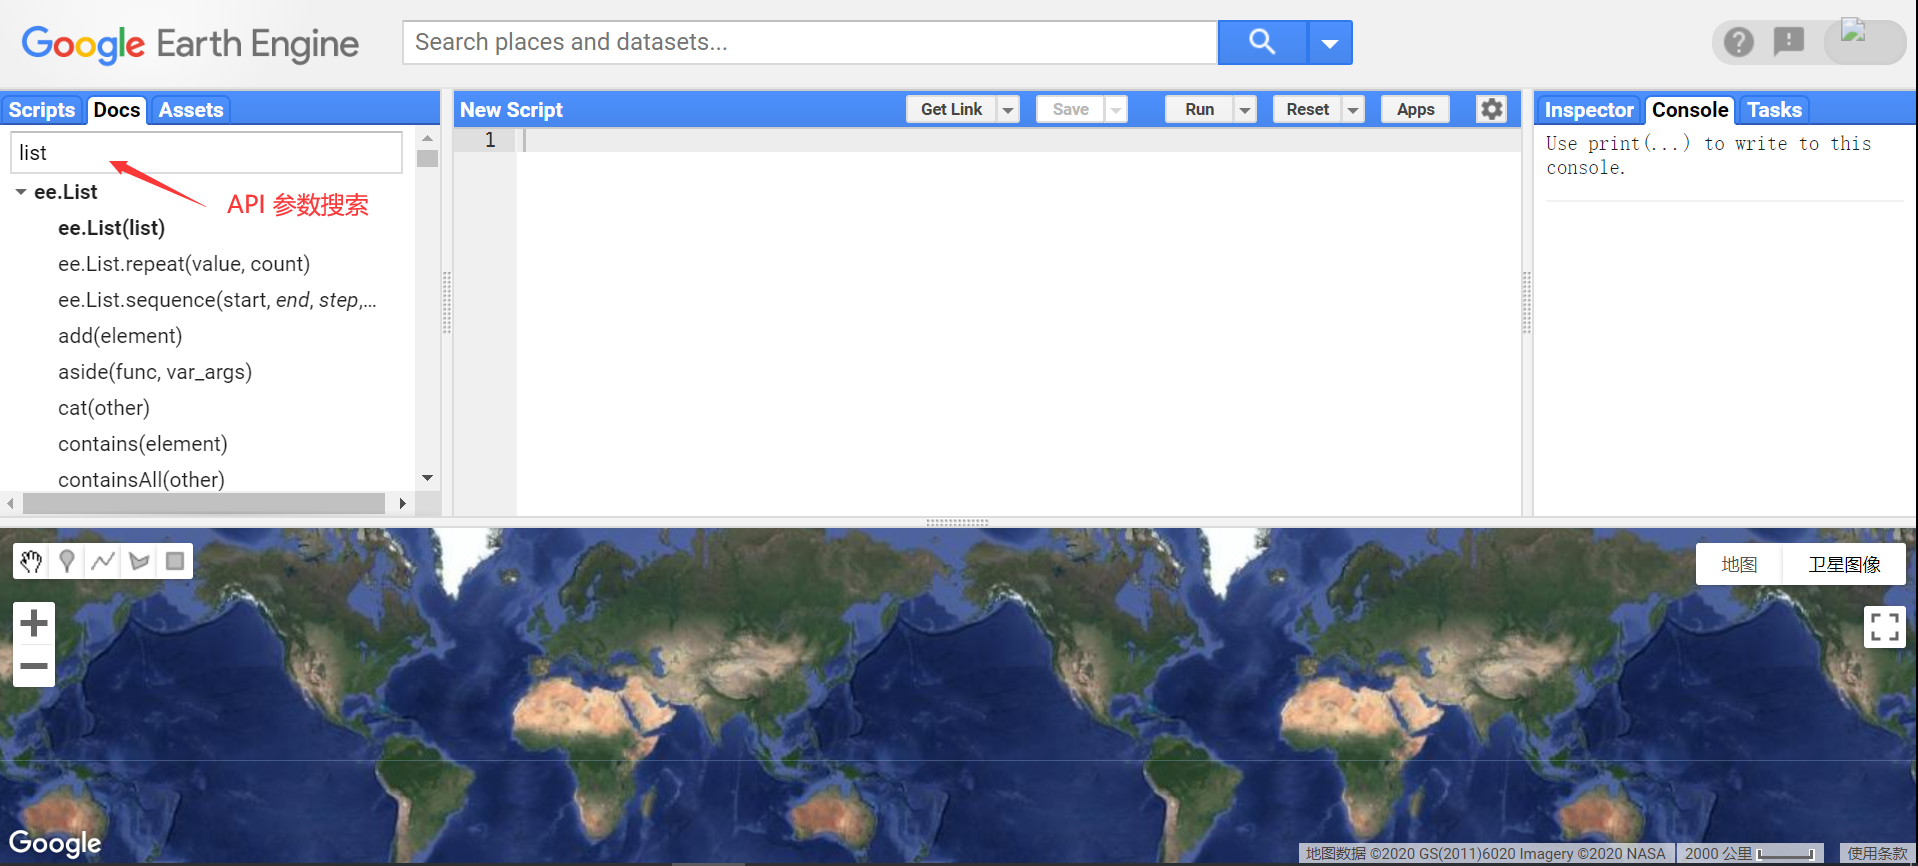 Google Earth Engine
Search places and datasets...
Scripts Docs Assets
list
API 参数搜索
ee.List
ee.List(list)
ee.List.repeat(value, count)
ee.List.sequence(start, end, step,...
add(element)
aside(func, var_args)
cat(other)
contains(element)
containsAll(other)
New Script
Get Link Save Run Reset Apps
1
Inspector Console Tasks
Use print(...) to write to this
console.
地图 卫星图像
Google
地图数据 ©2020 GS(2011)6020 Imagery ©2020 NASA 2000 公里 使用条款